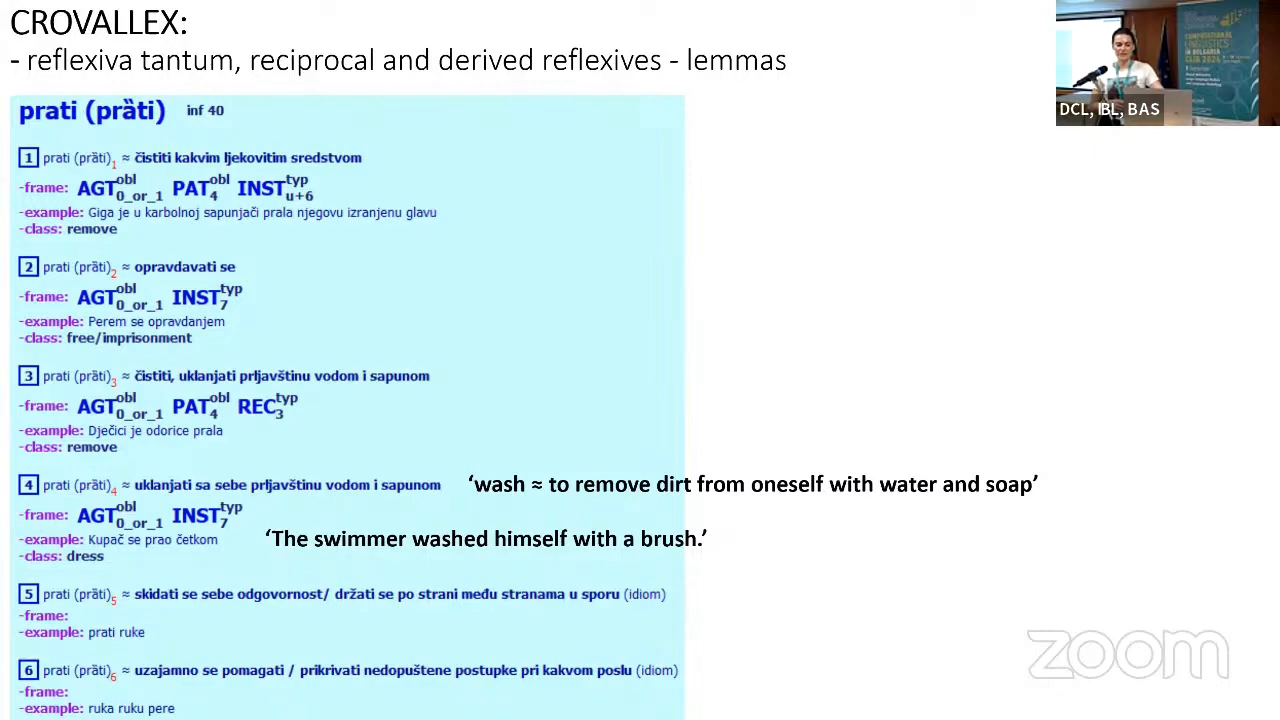 CROVALLEX:
- reflexiva tantum, reciprocal and derived reflexives - lemmas
prati (prȁti) inf 40
1 prati (prȁti)1 ≈ čistiti kakvim ljekovitim sredstvom
-frame: AGT obl 0_or_1 PAT obl 4 INST typ u+6
-example: Giga je u karbolnoj sapunjači prala njegovu izranjenu glavu
-class: remove
2 prati (prȁti)2 ≈ opravdavati se
-frame: AGT obl 0_or_1 INST typ 7
-example: Perem se opravdanjem
-class: free/imprisonment
3 prati (prȁti)3 ≈ čistiti, uklanjati prljavštinu vodom i sapunom
-frame: AGT obl 0_or_1 PAT obl 4 REC typ 3
-example: Dječici je odorice prala
-class: remove
4 prati (prȁti)4 ≈ uklanjati sa sebe prljavštinu vodom i sapunom
‘wash ≈ to remove dirt from oneself with water and soap’
-frame: AGT obl 0_or_1 INST typ 7
-example: Kupač se prao četkom
‘The swimmer washed himself with a brush.’
-class: dress
5 prati (prȁti)5 ≈ skidati se sebe odgovornost/ držati se po strani među stranama u sporu (idiom)
-frame:
-example: prati ruke
6 prati (prȁti)6 ≈ uzajamno se pomagati / prikrivati nedopuštene postupke pri kakvom poslu (idiom)
-frame:
-example: ruka ruku pere
COMPUTATIONAL
LINGUISTICS
IN BULGARIA
CLIB 2024
DCL, IBL, BAS
zoom